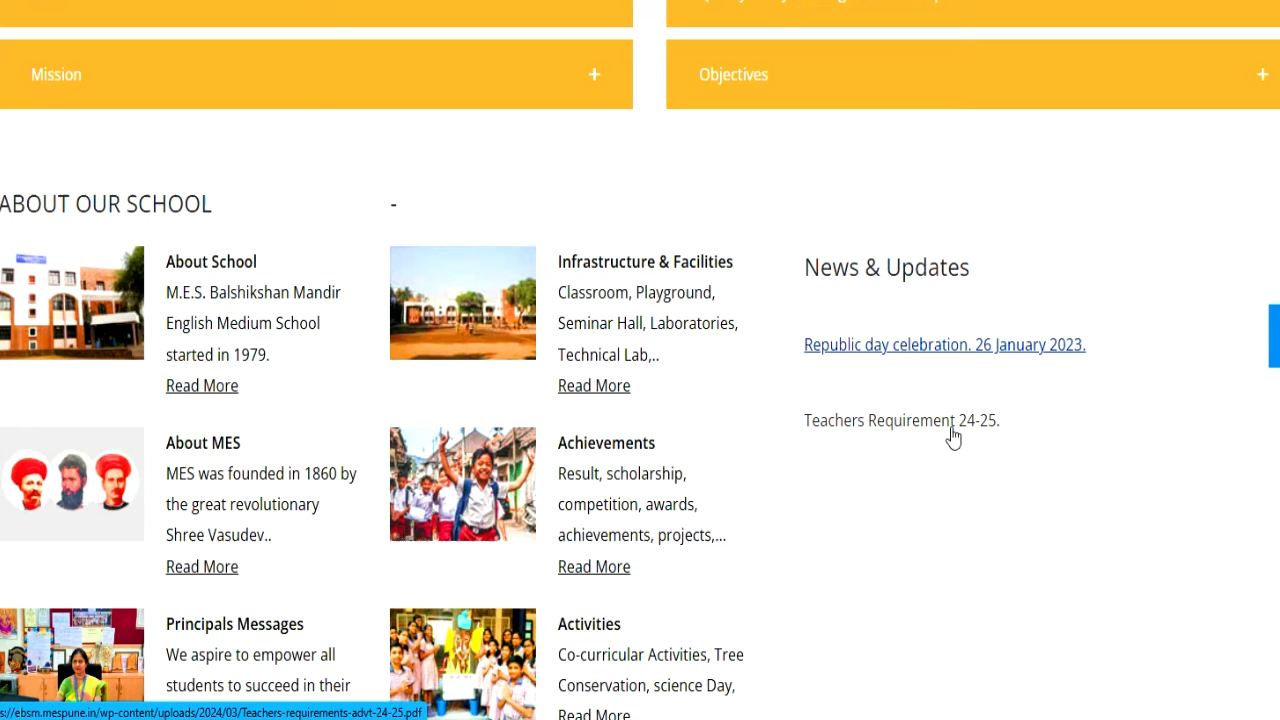 Mission +
Objectives +
ABOUT OUR SCHOOL
-
About School
M.E.S. Balshikshan Mandir
English Medium School
started in 1979.
Read More
Infrastructure & Facilities
Classroom, Playground,
Seminar Hall, Laboratories,
Technical Lab,..
Read More
News & Updates
Republic day celebration. 26 January 2023.
Teachers Requirement 24-25.
About MES
MES was founded in 1860 by
the great revolutionary
Shree Vasudev..
Read More
Achievements
Result, scholarship,
competition, awards,
achievements, projects,...
Read More
Principals Messages
We aspire to empower all
students to succeed in their
Activities
Co-curricular Activities, Tree
Conservation, science Day,
Read More
s://ebsm.mespune.in/wp-content/uploads/2024/03/Teachers-requirements-advt-24-25.pdf